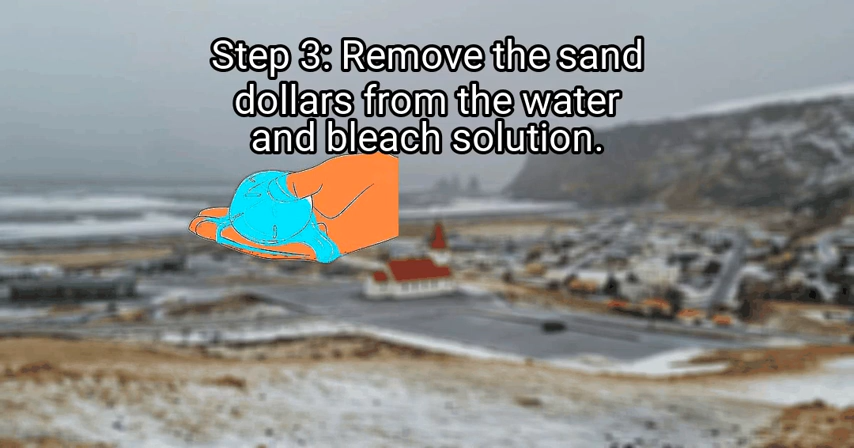 Step 3: Remove the sand
dollars from the water
and bleach solution.